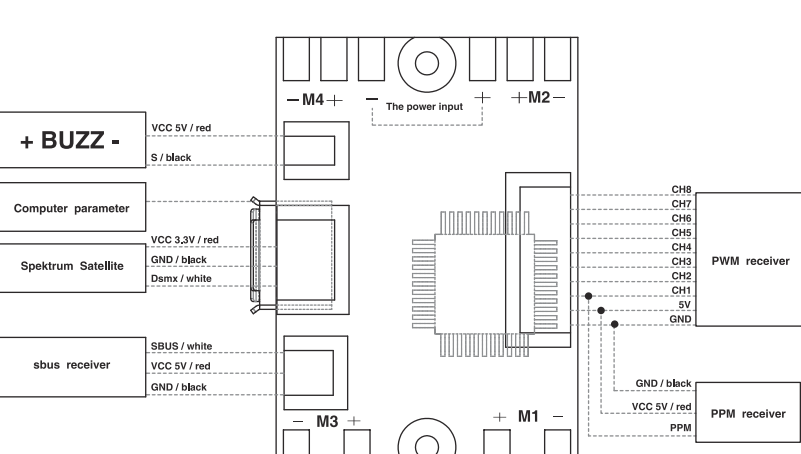 − M4 +
−
The power input
+
+ M2 −
+ BUZZ -
VCC 5V / red
S / black
Computer parameter
Spektrum Satellite
VCC 3.3V / red
GND / black
Dsmx / white
sbus receiver
SBUS / white
VCC 5V / red
GND / black
− M3 +
+ M1 −
CH8
CH7
CH6
CH5
CH4
CH3
CH2
CH1
5V
GND
PWM receiver
GND / black
VCC 5V / red
PPM
PPM receiver